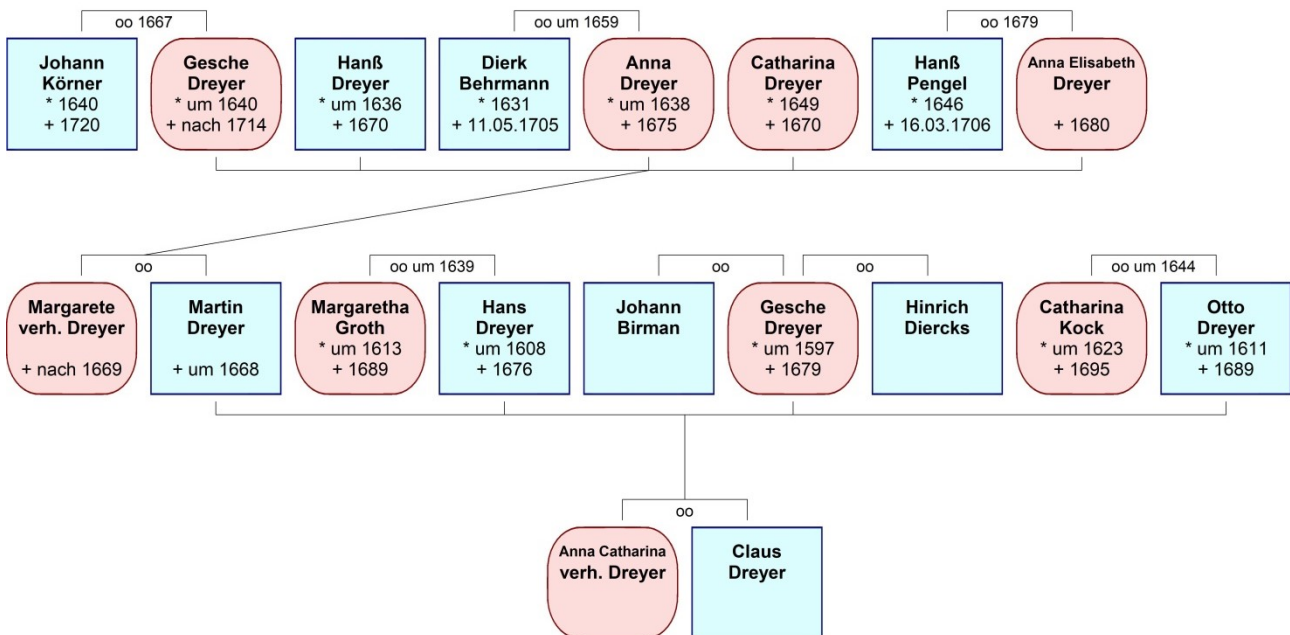 oo 1667
oo um 1659
oo 1679
Johann
Körner
* 1640
+ 1720
Gesche
Dreyer
* um 1640
+ nach 1714
Hanß
Dreyer
* um 1636
+ 1670
Dierk
Behrmann
* 1631
+ 11.05.1705
Anna
Dreyer
* um 1638
+ 1675
Catharina
Dreyer
* 1649
+ 1670
Hanß
Pengel
* 1646
+ 16.03.1706
Anna Elisabeth
Dreyer
+ 1680
oo
oo um 1639
oo
oo
oo um 1644
Margarete
verh. Dreyer
+ nach 1669
Martin
Dreyer
+ um 1668
Margaretha
Groth
* um 1613
+ 1689
Hans
Dreyer
* um 1608
+ 1676
Johann
Birman
Gesche
Dreyer
* um 1597
+ 1679
Hinrich
Diercks
Catharina
Kock
* um 1623
+ 1695
Otto
Dreyer
* um 1611
+ 1689
oo
Anna Catharina
verh. Dreyer
Claus
Dreyer